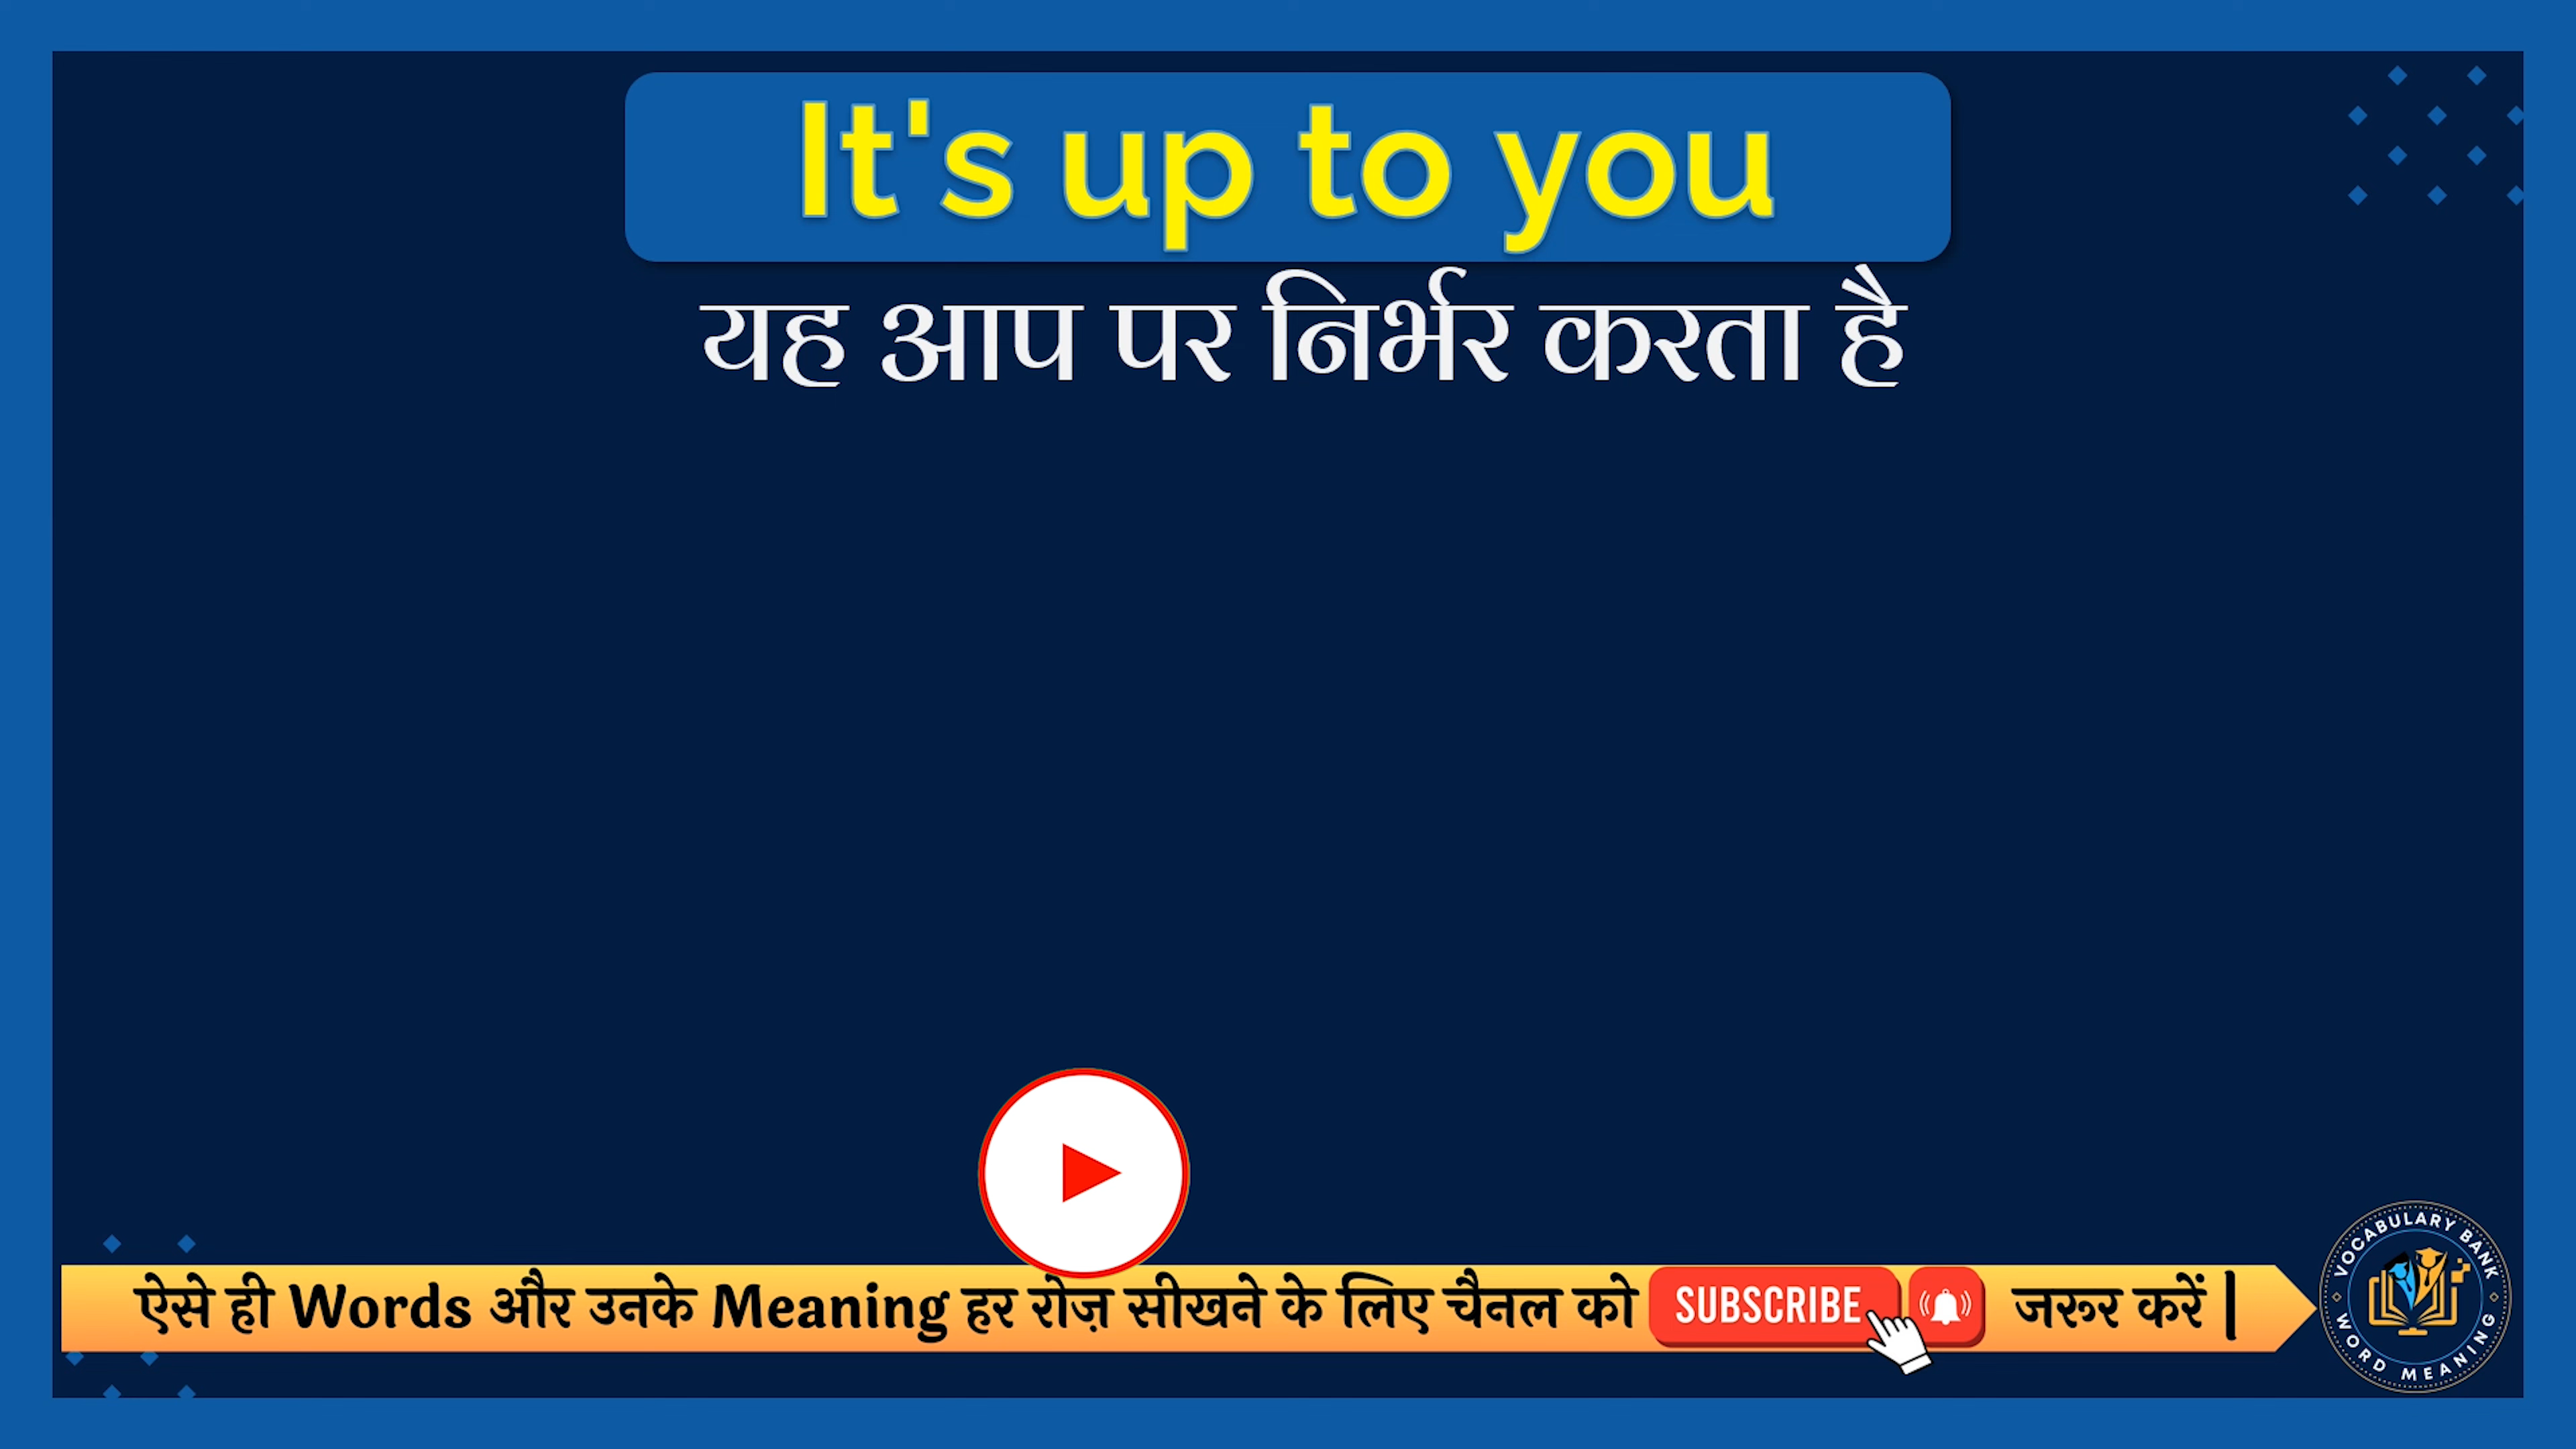 It's up to you
यह आप पर निर्भर करता है
ऐसे ही Words और उनके Meaning हर रोज़ सीखने के लिए चैनल को SUBSCRIBE जरूर करें |
VOCABULARY BANK
WORD MEANING